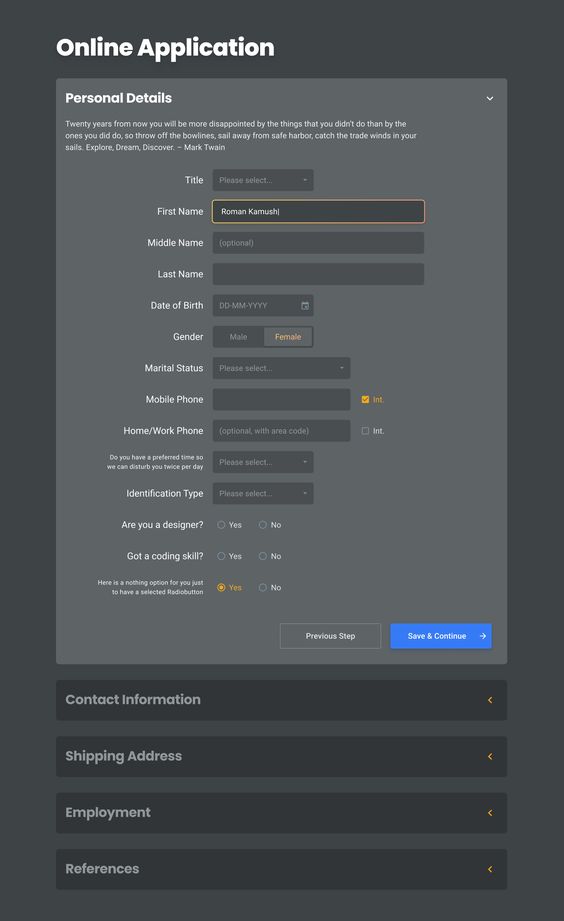 Online Application
Personal Details
Twenty years from now you will be more disappointed by the things that you didn't do than by the
ones you did do, so throw off the bowlines, sail away from safe harbor, catch the trade winds in your
sails. Explore, Dream, Discover. – Mark Twain
Title Please select...
First Name Roman Kamush
Middle Name (optional)
Last Name
Date of Birth DD-MM-YYYY
Gender Male Female
Marital Status Please select...
Mobile Phone Int.
Home/Work Phone (optional, with area code) Int.
Do you have a preferred time so
we can disturb you twice per day Please select...
Identification Type Please select...
Are you a designer? Yes No
Got a coding skill? Yes No
Here is a nothing option for you just
to have a selected Radiobutton Yes No
Previous Step Save & Continue
Contact Information
Shipping Address
Employment
References